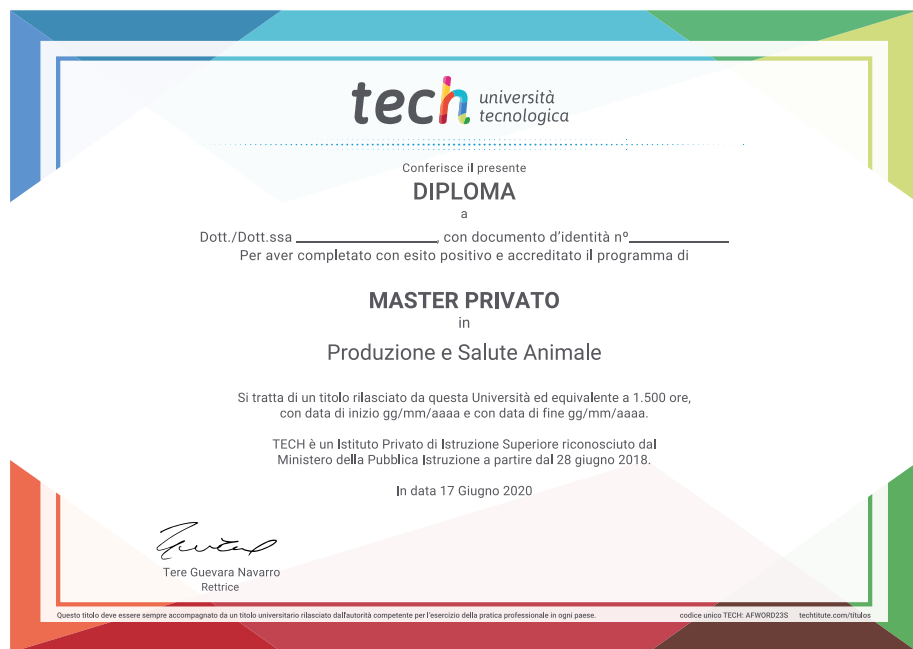 tech università
tecnologica
Conferisce il presente
DIPLOMA
a
Dott./Dott.ssa ________________, con documento d'identità nº____________
Per aver completato con esito positivo e accreditato il programma di
MASTER PRIVATO
in
Produzione e Salute Animale
Si tratta di un titolo rilasciato da questa Università ed equivalente a 1.500 ore,
con data di inizio gg/mm/aaaa e con data di fine gg/mm/aaaa.
TECH è un Istituto Privato di Istruzione Superiore riconosciuto dal
Ministero della Pubblica Istruzione a partire dal 28 giugno 2018.
In data 17 Giugno 2020
Tere Guevara Navarro
Rettrice
Questo titolo deve essere sempre accompagnato da un titolo universitario rilasciato dall'autorità competente per l'esercizio della pratica professionale in ogni paese. codice unico TECH: AFWORD23S techtitute.com/titulos